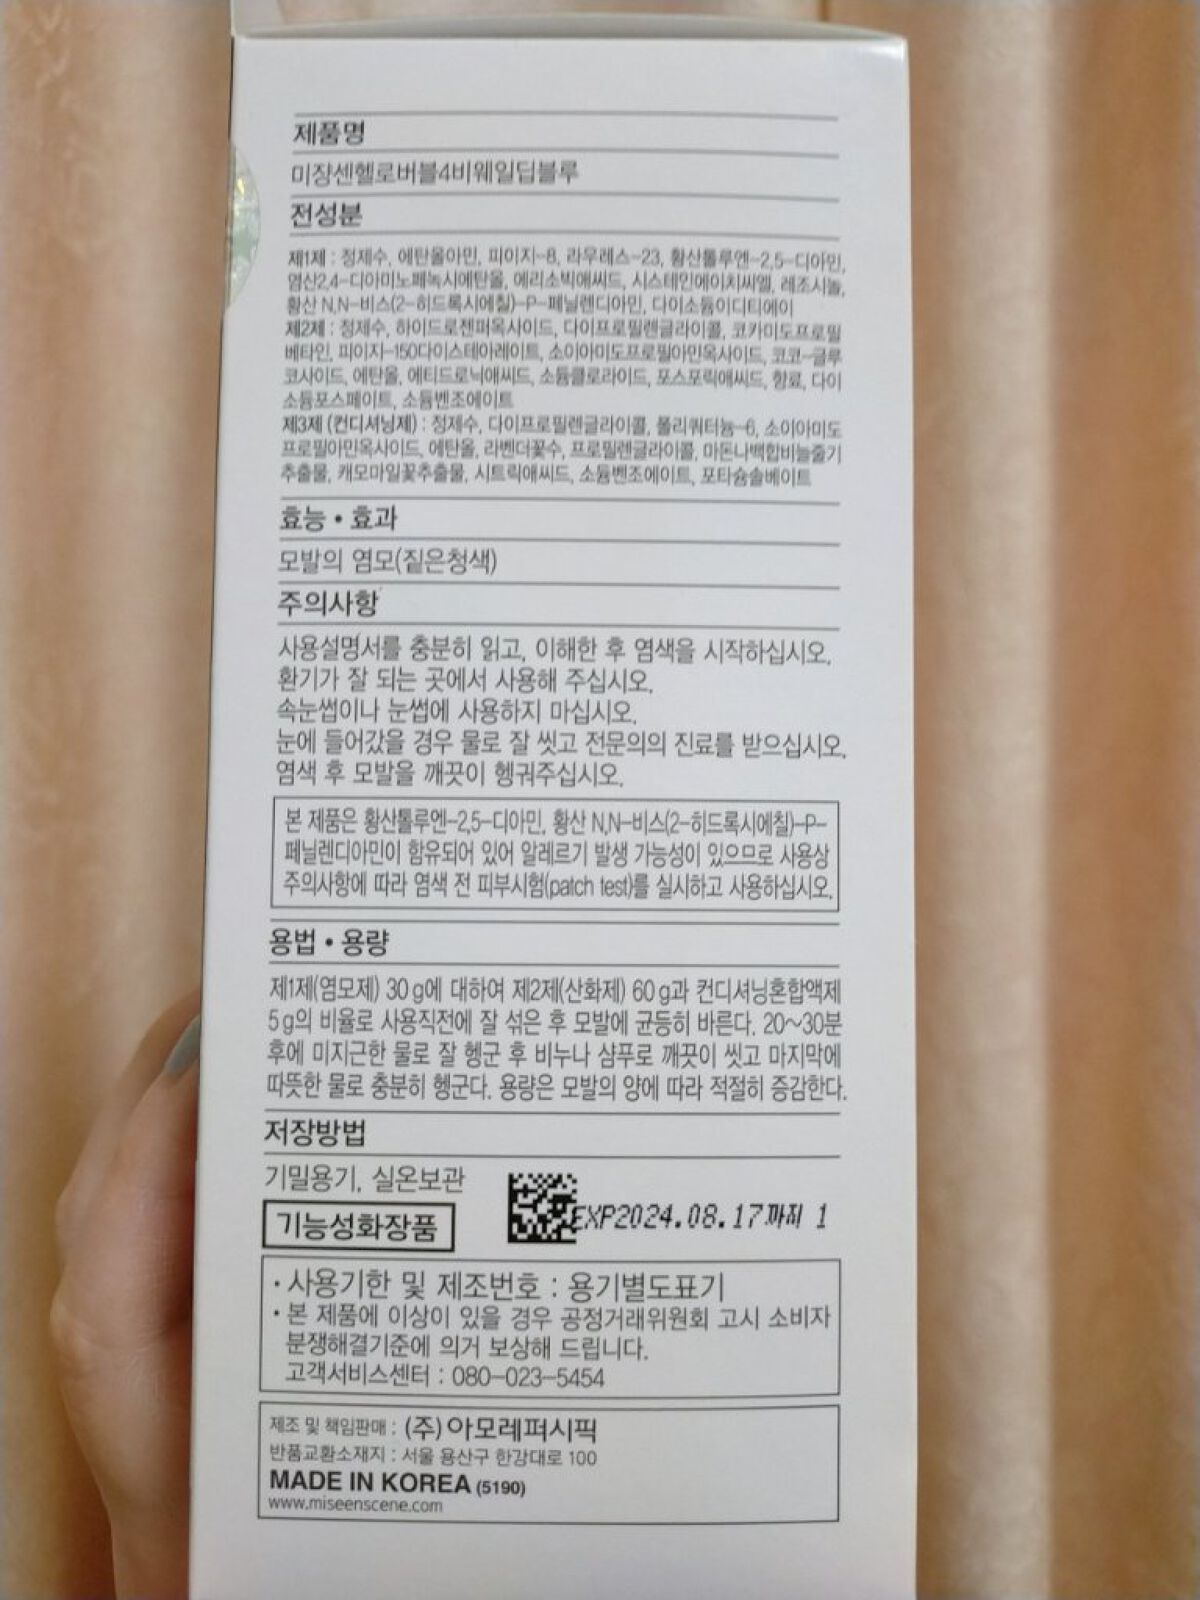 제품명
미쟝센헬로버블4비웨일딥블루
전성분
제1제 : 정제수, 에탄올아민, 피이지-8, 라우레스-23, 황산톨루엔-2,5-디아민,
염산2,4-디아미노페녹시에탄올, 에리소빅애씨드, 시스테인에이치씨엘, 레조시놀,
황산 N,N-비스(2-히드록시에칠)-P-페닐렌디아민, 다이소듐이디티에이
제2제 : 정제수, 하이드로젠퍼옥사이드, 다이프로필렌글라이콜, 코카미도프로필
베타인, 피이지-150다이스테아레이트, 소이아미도프로필아민옥사이드, 코코-글루
코사이드, 에탄올, 에티드로닉애씨드, 소듐클로라이드, 포스포릭애씨드, 향료, 다이
소듐포스페이트, 소듐벤조에이트
제3제 (컨디셔닝제) : 정제수, 다이프로필렌글라이콜, 폴리쿼터늄-6, 소이아미도
프로필아민옥사이드, 에탄올, 라벤더꽃수, 프로필렌글라이콜, 마돈나백합비늘줄기
추출물, 캐모마일꽃추출물, 시트릭애씨드, 소듐벤조에이트, 포타슘솔베이트
효능 • 효과
모발의 염모(짙은청색)
주의사항
사용설명서를 충분히 읽고, 이해한 후 염색을 시작하십시오.
환기가 잘 되는 곳에서 사용해 주십시오.
속눈썹이나 눈썹에 사용하지 마십시오.
눈에 들어갔을 경우 물로 잘 씻고 전문의의 진료를 받으십시오.
염색 후 모발을 깨끗이 헹궈주십시오.
본 제품은 황산톨루엔-2,5-디아민, 황산 N,N-비스(2-히드록시에칠)-P-
페닐렌디아민이 함유되어 있어 알레르기 발생 가능성이 있으므로 사용상
주의사항에 따라 염색 전 피부시험(patch test)를 실시하고 사용하십시오.
용법 • 용량
제1제(염모제) 30 g에 대하여 제2제(산화제) 60 g과 컨디셔닝혼합액제
5 g의 비율로 사용직전에 잘 섞은 후 모발에 균등히 바른다. 20~30분
후에 미지근한 물로 잘 헹군 후 비누나 샴푸로 깨끗이 씻고 마지막에
따뜻한 물로 충분히 헹군다. 용량은 모발의 양에 따라 적절히 증감한다.
저장방법
기밀용기, 실온보관
EXP2024.08.17까지 1
기능성화장품
• 사용기한 및 제조번호 : 용기별도표기
• 본 제품에 이상이 있을 경우 공정거래위원회 고시 소비자
분쟁해결기준에 의거 보상해 드립니다.
고객서비스센터 : 080-023-5454
제조 및 책임판매 : (주)아모레퍼시픽
반품교환소재지 : 서울 용산구 한강대로 100
MADE IN KOREA (5190)
www.miseenscene.com